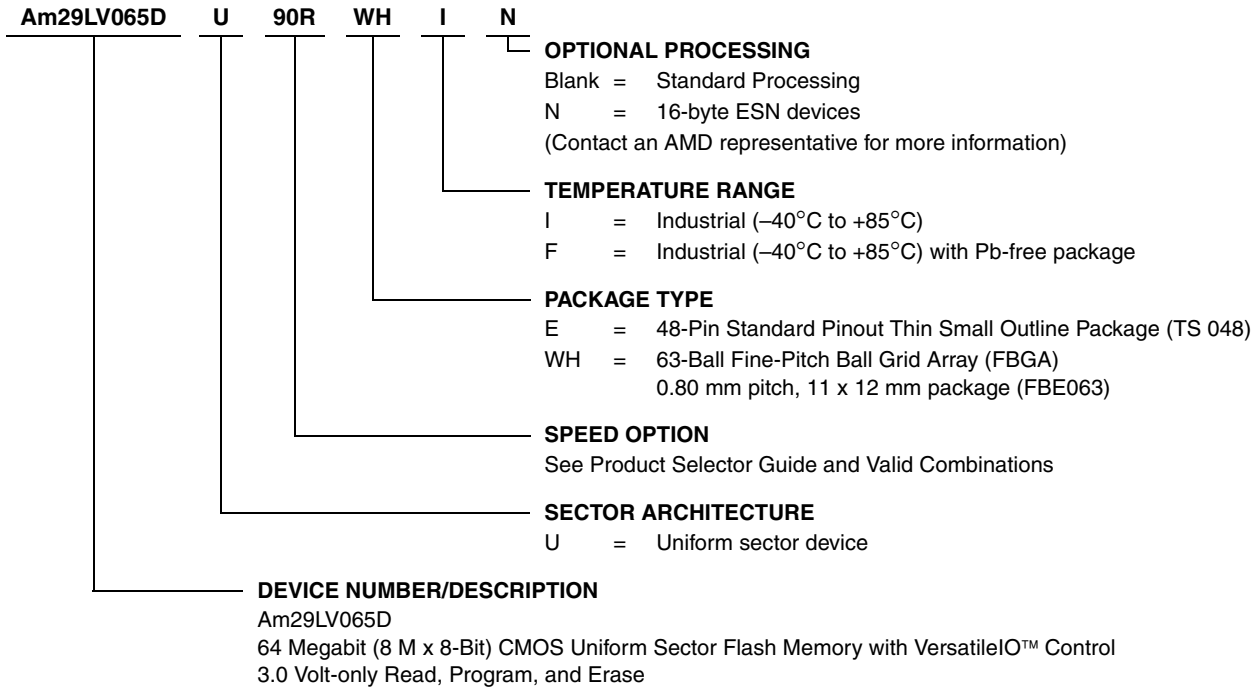 Am29LV065D U 90R WH I N
OPTIONAL PROCESSING
Blank = Standard Processing
N = 16-byte ESN devices
(Contact an AMD representative for more information)
TEMPERATURE RANGE
I = Industrial (–40°C to +85°C)
F = Industrial (–40°C to +85°C) with Pb-free package
PACKAGE TYPE
E = 48-Pin Standard Pinout Thin Small Outline Package (TS 048)
WH = 63-Ball Fine-Pitch Ball Grid Array (FBGA)
0.80 mm pitch, 11 x 12 mm package (FBE063)
SPEED OPTION
See Product Selector Guide and Valid Combinations
SECTOR ARCHITECTURE
U = Uniform sector device
DEVICE NUMBER/DESCRIPTION
Am29LV065D
64 Megabit (8 M x 8-Bit) CMOS Uniform Sector Flash Memory with VersatileIO™ Control
3.0 Volt-only Read, Program, and Erase